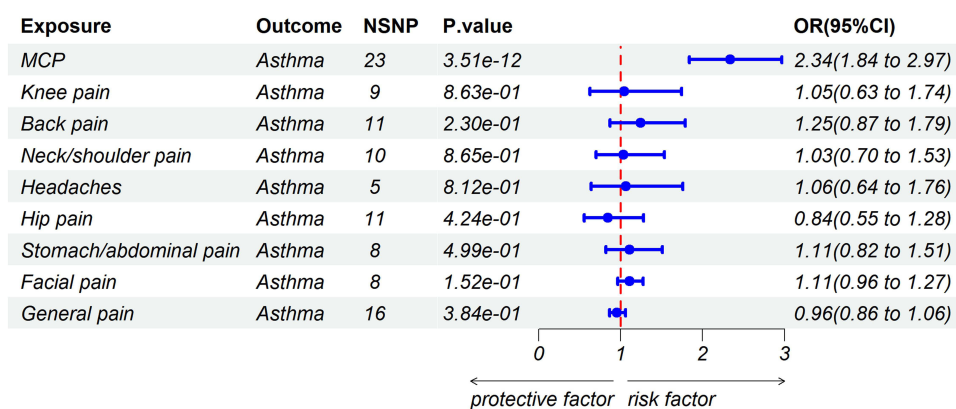 Exposure Outcome NSNP P.value OR(95%CI)
MCP Asthma 23 3.51e-12 2.34(1.84 to 2.97)
Knee pain Asthma 9 8.63e-01 1.05(0.63 to 1.74)
Back pain Asthma 11 2.30e-01 1.25(0.87 to 1.79)
Neck/shoulder pain Asthma 10 8.65e-01 1.03(0.70 to 1.53)
Headaches Asthma 5 8.12e-01 1.06(0.64 to 1.76)
Hip pain Asthma 11 4.24e-01 0.84(0.55 to 1.28)
Stomach/abdominal pain Asthma 8 4.99e-01 1.11(0.82 to 1.51)
Facial pain Asthma 8 1.52e-01 1.11(0.96 to 1.27)
General pain Asthma 16 3.84e-01 0.96(0.86 to 1.06)
0 1 2 3
protective factor risk factor